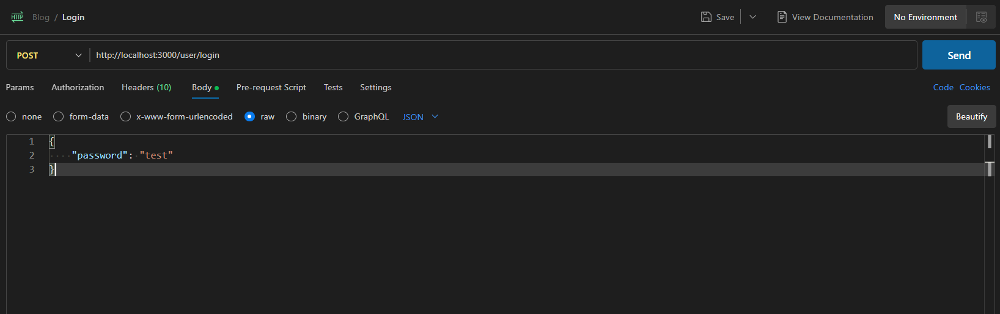 HTTP Blog / Login Save View Documentation No Environment
POST http://localhost:3000/user/login Send
Params Authorization Headers (10) Body Pre-request Script Tests Settings Code Cookies
none form-data x-www-form-urlencoded raw binary GraphQL JSON Beautify
1 {
2 "password": "test"
3 }